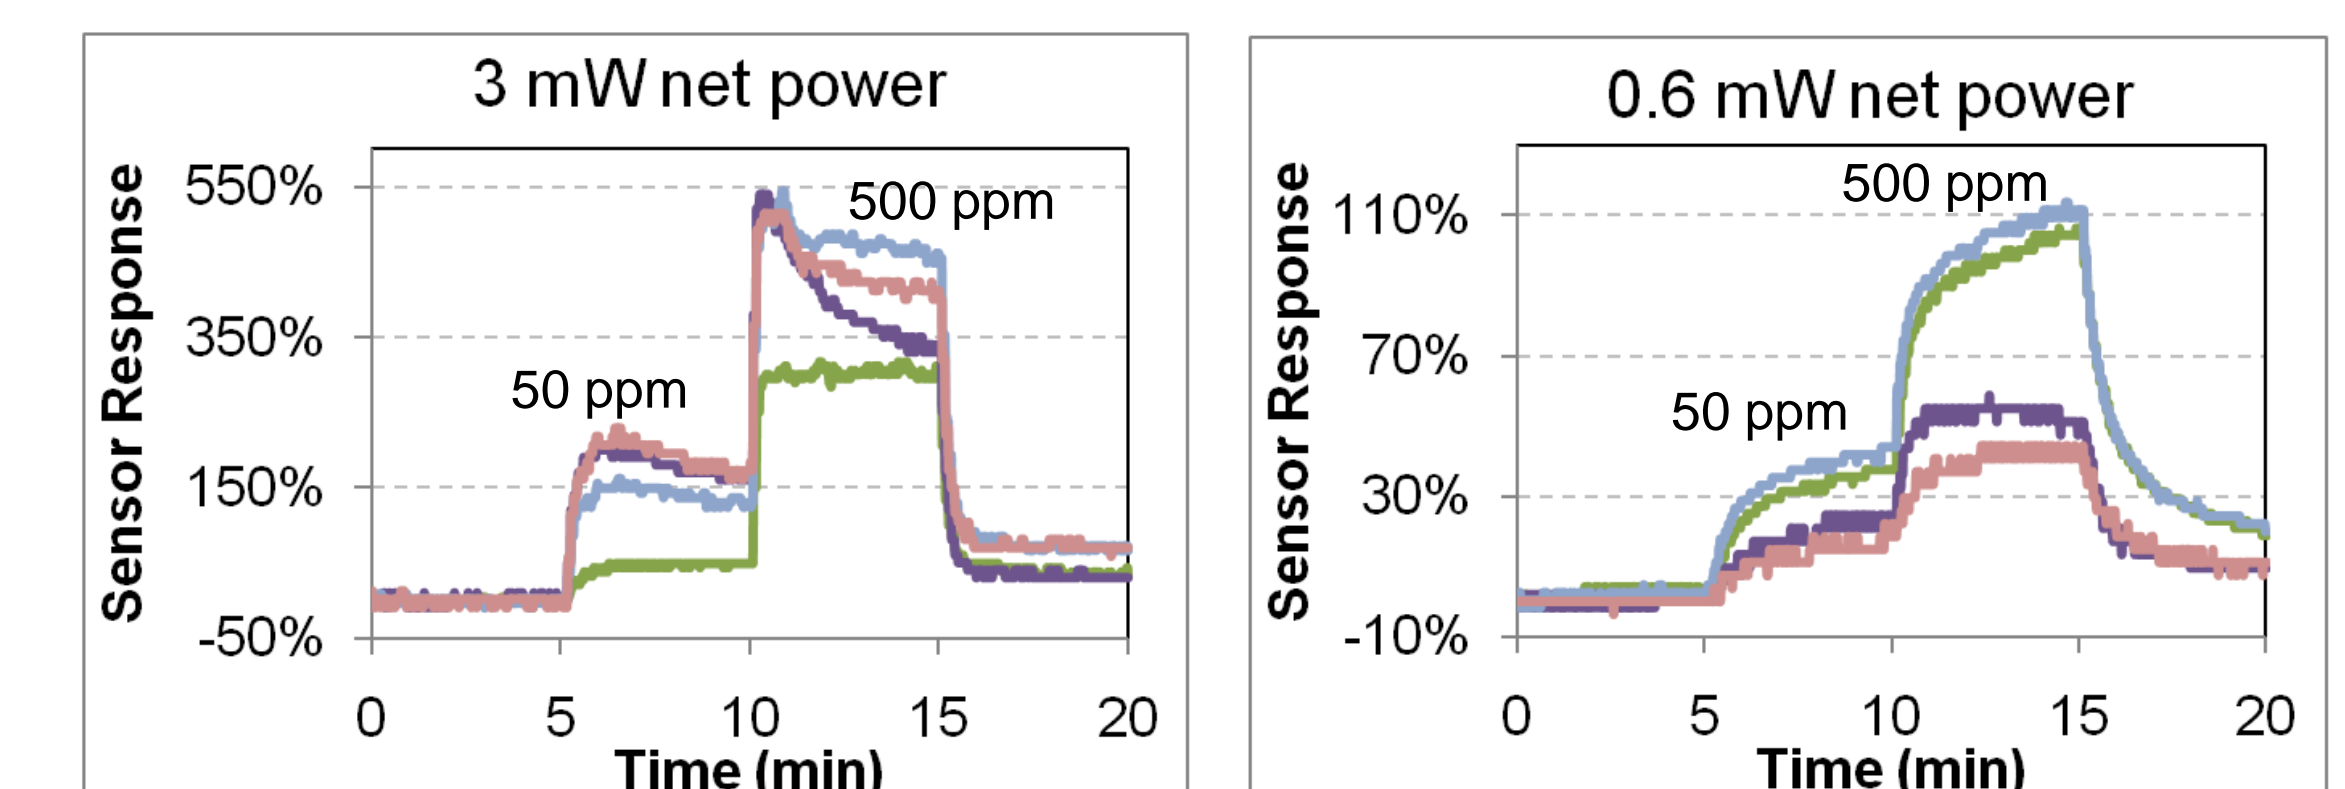 3 mW net power
Sensor Response
550%
350%
150%
-50%
500 ppm
50 ppm
0 5 10 15 20
Time (min)
0.6 mW net power
Sensor Response
110%
70%
30%
-10%
500 ppm
50 ppm
0 5 10 15 20
Time (min)